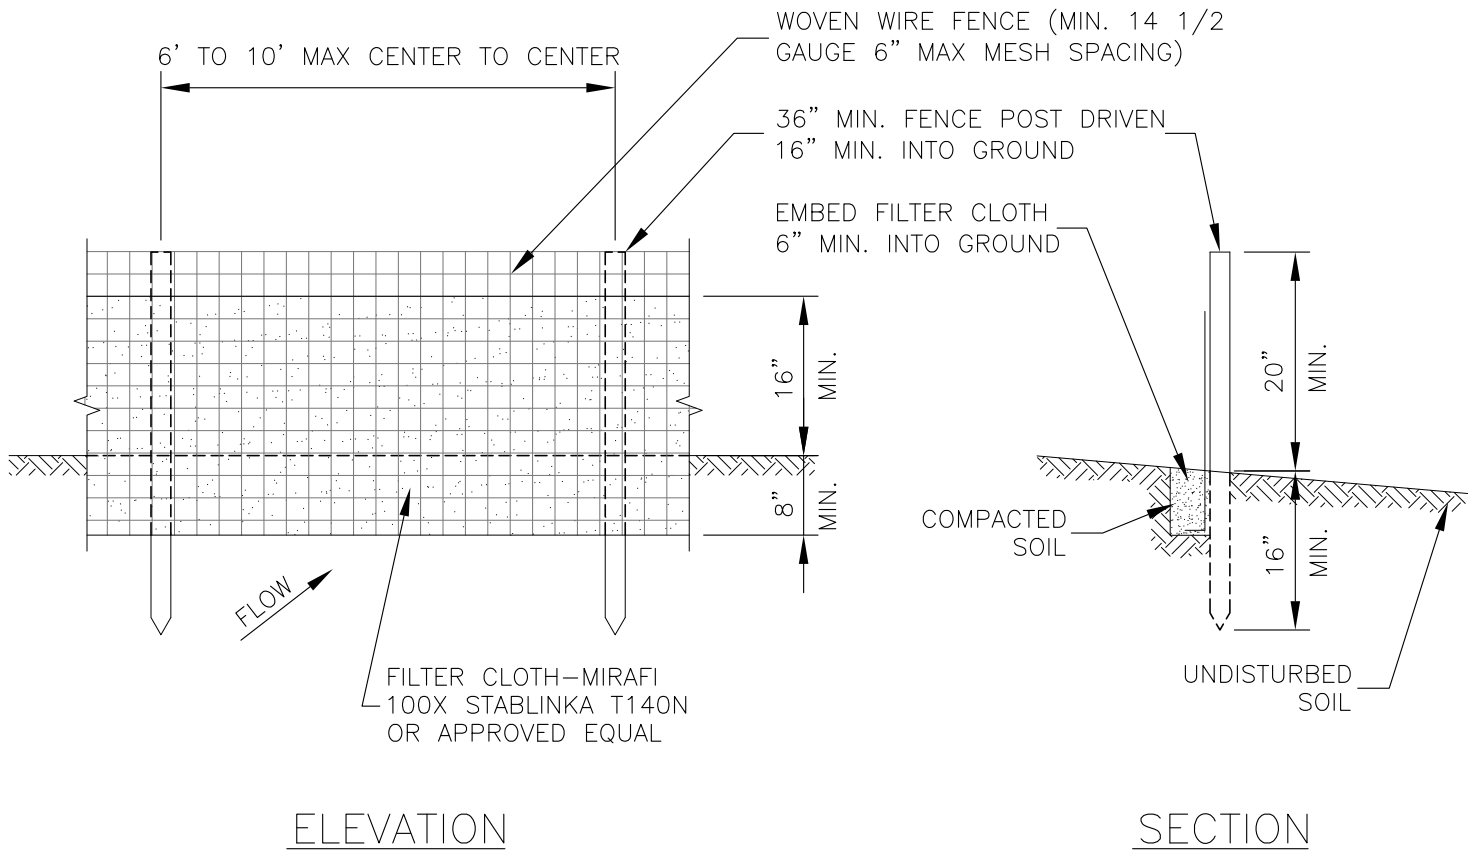 6’ TO 10’ MAX CENTER TO CENTER
WOVEN WIRE FENCE (MIN. 14 1/2
GAUGE 6” MAX MESH SPACING)
36” MIN. FENCE POST DRIVEN
16” MIN. INTO GROUND
EMBED FILTER CLOTH
6” MIN. INTO GROUND
16”
MIN.
8”
MIN.
FLOW
FILTER CLOTH–MIRAFI
100X STABLINKA T140N
OR APPROVED EQUAL
20”
MIN.
16”
MIN.
COMPACTED
SOIL
UNDISTURBED
SOIL
ELEVATION
SECTION